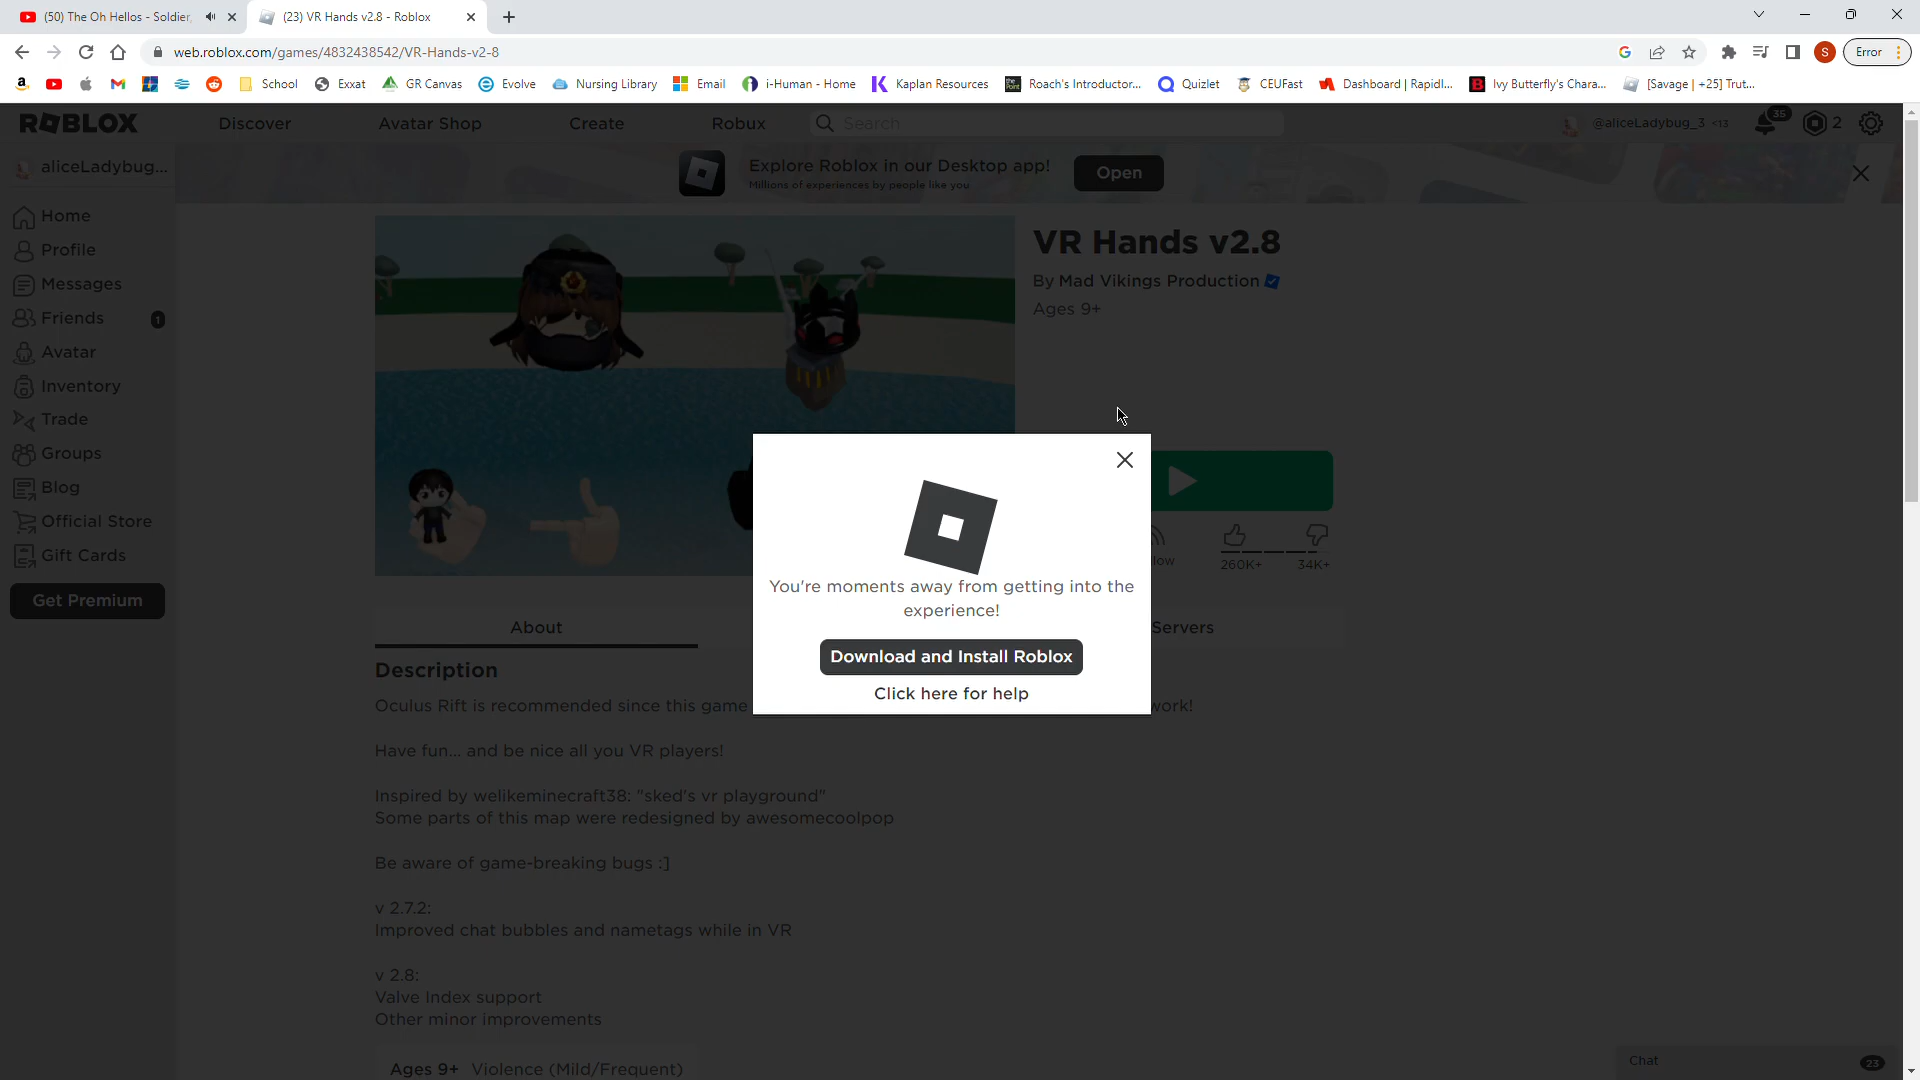 (50) The Oh Hellos - Soldier,
(23) VR Hands v2.8 - Roblox
web.roblox.com/games/4832438542/VR-Hands-v2-8
S
Error
School
Exxat
GR Canvas
Evolve
Nursing Library
Email
i-Human - Home
Kaplan Resources
Roach's Introductor...
Quizlet
CEUFast
Dashboard | Rapidl...
Ivy Butterfly's Chara...
[Savage | +25] Trut...
ROBLOX
Discover
Avatar Shop
Create
Robux
Search
@aliceLadybug_3 <13
35
2
aliceLadybug...
Explore Roblox in our Desktop app!
Millions of experiences by people like you
Open
Home
Profile
Messages
Friends
1
Avatar
Inventory
Trade
Groups
Blog
Official Store
Gift Cards
Get Premium
VR Hands v2.8
By Mad Vikings Production
Ages 9+
low
260K+
34K+
You're moments away from getting into the
experience!
Download and Install Roblox
Click here for help
About
Servers
Description
Oculus Rift is recommended since this game
work!
Have fun... and be nice all you VR players!
Inspired by welikeminecraft38: "sked's vr playground"
Some parts of this map were redesigned by awesomecoolpop
Be aware of game-breaking bugs :]
v 2.7.2:
Improved chat bubbles and nametags while in VR
v 2.8:
Valve Index support
Other minor improvements
Ages 9+ Violence (Mild/Frequent)
Chat
23